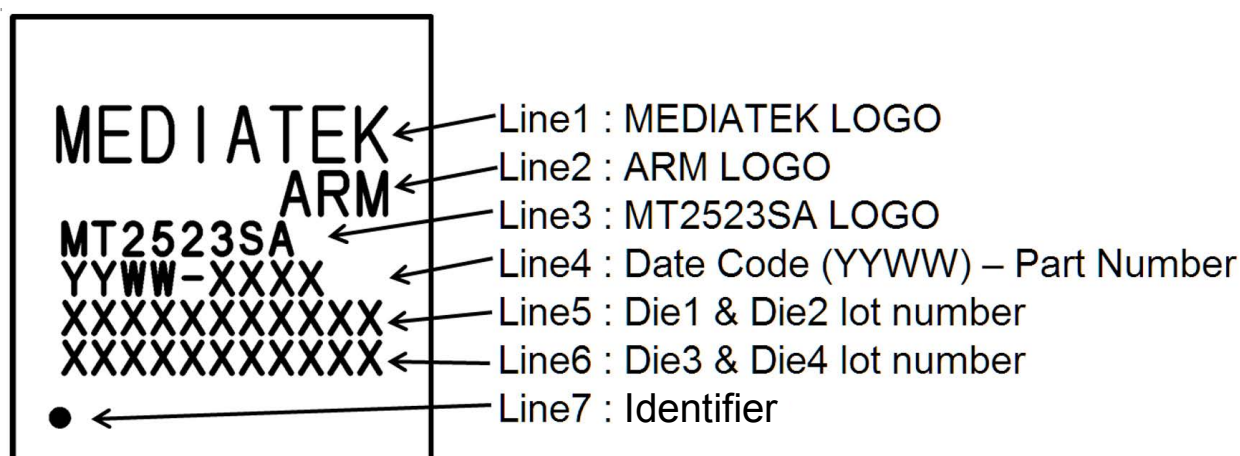 MEDIATEK
ARM
MT2523SA
YYWW-XXXX
XXXXXXXXXXX
XXXXXXXXXXX
Line1 : MEDIATEK LOGO
Line2 : ARM LOGO
Line3 : MT2523SA LOGO
Line4 : Date Code (YYWW) – Part Number
Line5 : Die1 & Die2 lot number
Line6 : Die3 & Die4 lot number
Line7 : Identifier